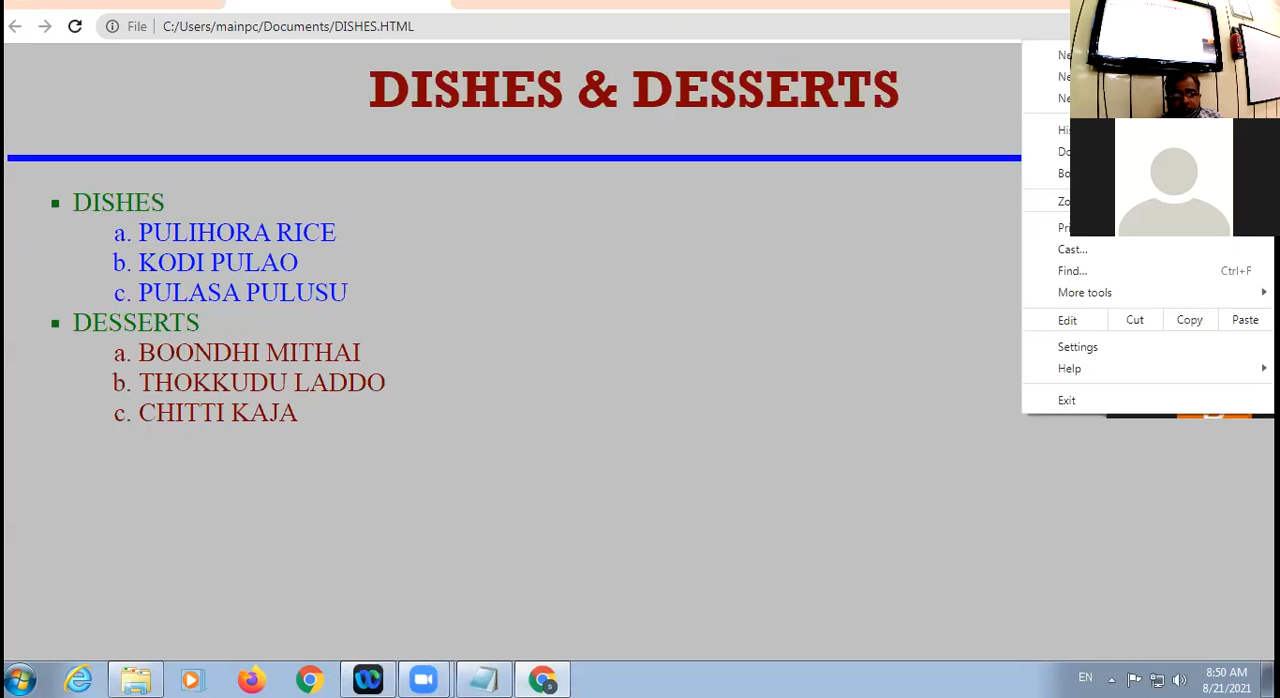 File
C:/Users/mainpc/Documents/DISHES.HTML
DISHES & DESSERTS
DISHES
a. PULIHORA RICE
b. KODI PULAO
c. PULASA PULUSU
DESSERTS
a. BOONDHI MITHAI
b. THOKKUDU LADDO
c. CHITTI KAJA
Cast...
Find... Ctrl+F
More tools
Edit Cut Copy Paste
Settings
Help
Exit
EN
8:50 AM
8/21/2021